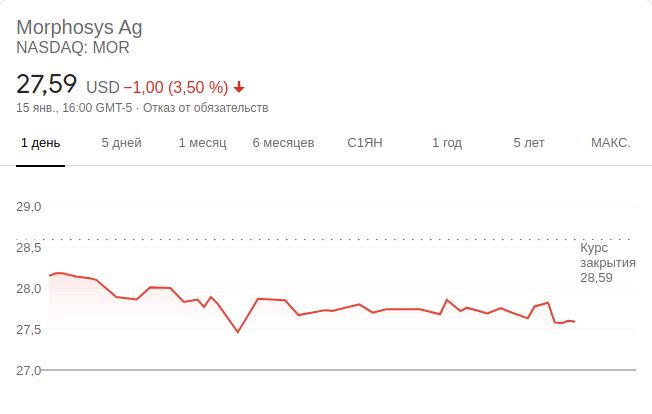 Morphosys Ag
NASDAQ: MOR
27,59 USD −1,00 (3,50 %)
15 янв., 16:00 GMT-5 · Отказ от обязательств
1 день 5 дней 1 месяц 6 месяцев С1ЯН 1 год 5 лет МАКС.
29,0
28,5
Курс
закрытия
28,59
28,0
27,5
27,0